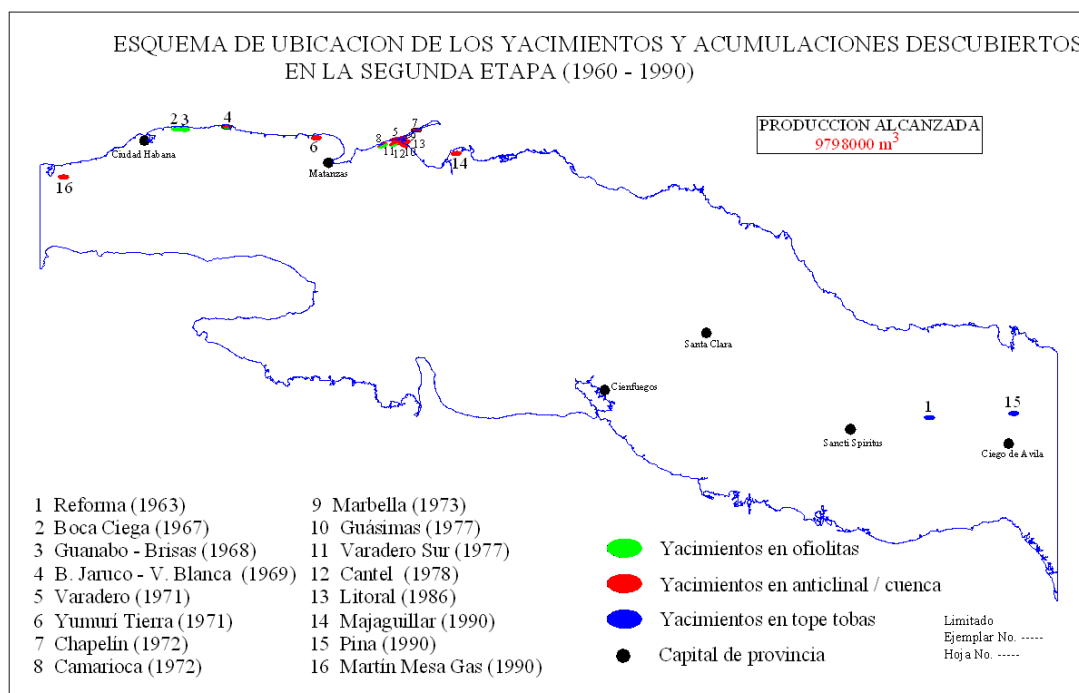 ESQUEMA DE UBICACION DE LOS YACIMIENTOS Y ACUMULACIONES DESCUBIERTOS
EN LA SEGUNDA ETAPA (1960 - 1990)
PRODUCCION ALCANZADA
9798000 m³
2 3
4
Ciudad Habana
6
Matanzas
16
7
8
5
9
11
12
10
13
14
Santa Clara
Cienfuegos
1
15
Sancti Spiritus
Ciego de Avila
1 Reforma (1963)
2 Boca Ciega (1967)
3 Guanabo - Brisas (1968)
4 B. Jaruco - V. Blanca (1969)
5 Varadero (1971)
6 Yumurí Tierra (1971)
7 Chapelín (1972)
8 Camarioca (1972)
9 Marbella (1973)
10 Guásimas (1977)
11 Varadero Sur (1977)
12 Cantel (1978)
13 Litoral (1986)
14 Majaguillar (1990)
15 Pina (1990)
16 Martín Mesa Gas (1990)
Yacimientos en ofiolitas
Yacimientos en anticlinal / cuenca
Yacimientos en tope tobas
Capital de provincia
Limitado
Ejemplar No. -----
Hoja No. -----